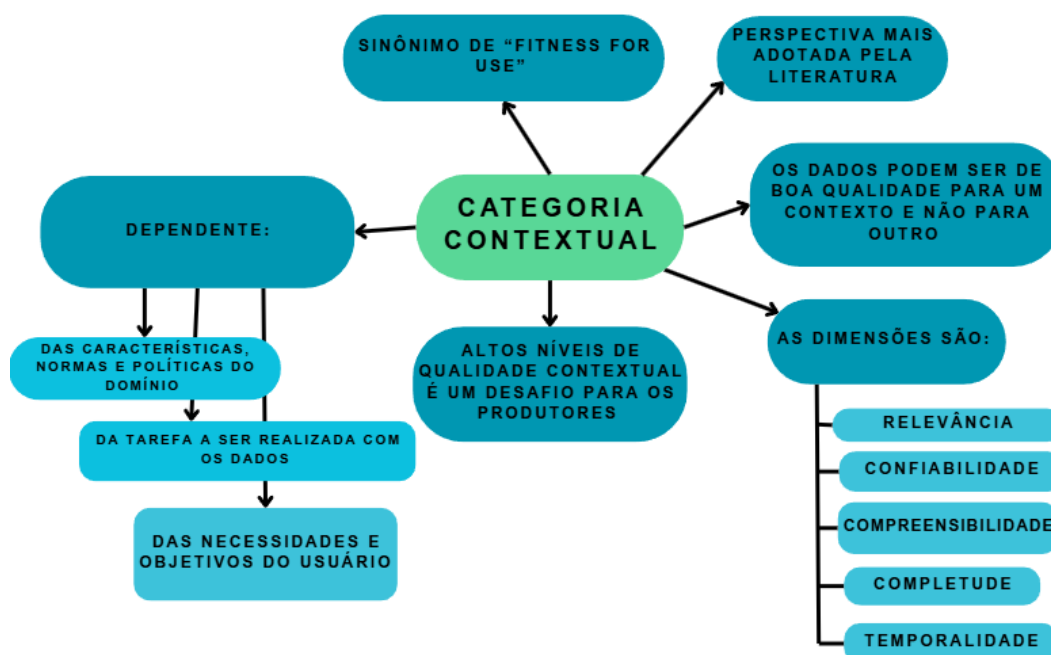 SINÔNIMO DE “FITNESS FOR
USE”
PERSPECTIVA MAIS
ADOTADA PELA
LITERATURA
OS DADOS PODEM SER DE
BOA QUALIDADE PARA UM
CONTEXTO E NÃO PARA
OUTRO
CATEGORIA
CONTEXTUAL
DEPENDENTE:
DAS CARACTERÍSTICAS,
NORMAS E POLÍTICAS DO
DOMÍNIO
DA TAREFA A SER REALIZADA COM
OS DADOS
DAS NECESSIDADES E
OBJETIVOS DO USUÁRIO
ALTOS NÍVEIS DE
QUALIDADE CONTEXTUAL
É UM DESAFIO PARA OS
PRODUTORES
AS DIMENSÕES SÃO:
RELEVÂNCIA
CONFIABILIDADE
COMPREENSIBILIDADE
COMPLETUDE
TEMPORALIDADE